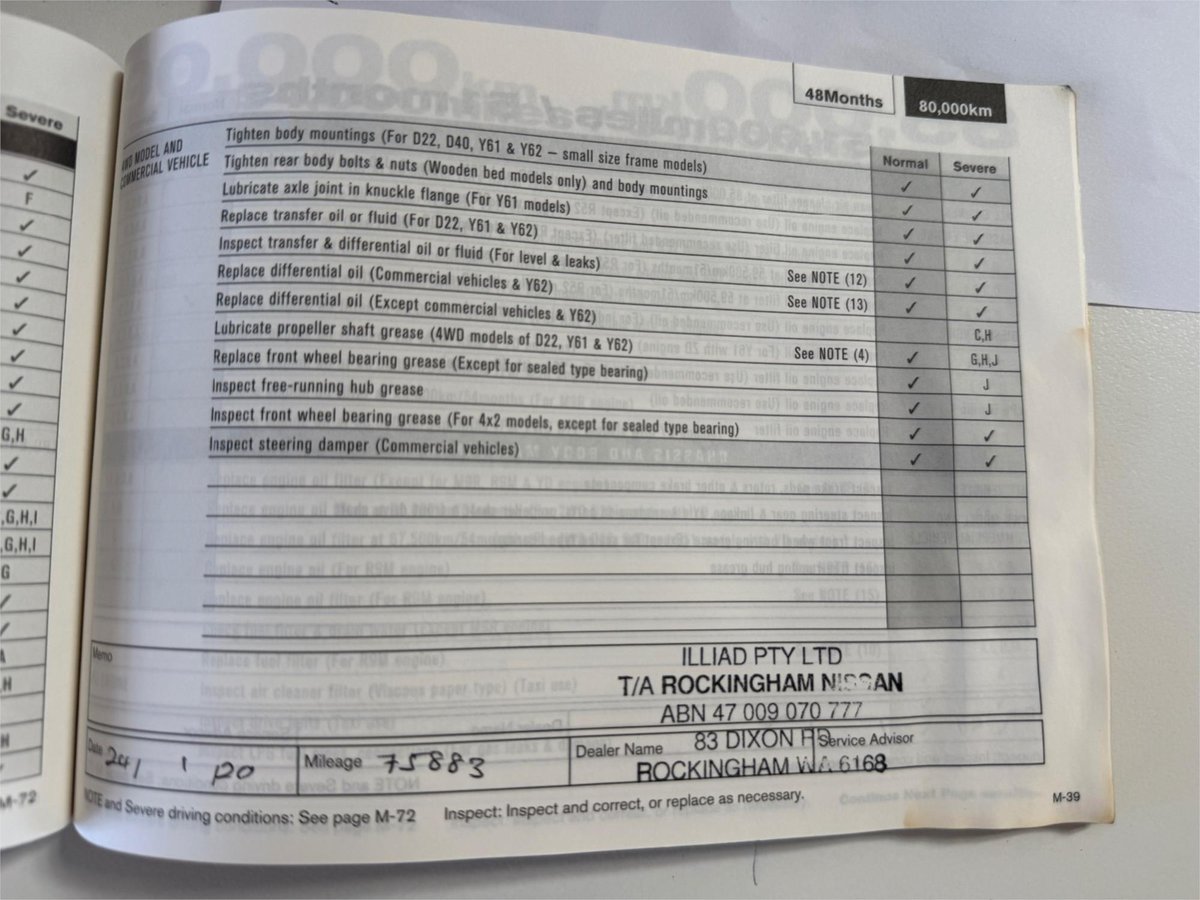 Severe
✓
F
✓
✓
✓
✓
✓
✓
✓
✓
G,H
✓
✓
,G,H,I
,G,H,I
G
✓
✓
A
,H
H
M-72
48Months
80,000km
Normal
Severe
COMMERCIAL VEHICLE
MODEL AND
Tighten body mountings (For D22, D40, Y61 & Y62 – small size frame models) ✓ ✓
Tighten rear body bolts & nuts (Wooden bed models only) and body mountings ✓ ✓
Lubricate axle joint in knuckle flange (For Y61 models) ✓ ✓
Replace transfer oil or fluid (For D22, Y61 & Y62) ✓ ✓
Inspect transfer & differential oil or fluid (For level & leaks) See NOTE (12) ✓ ✓
Replace differential oil (Commercial vehicles & Y62) See NOTE (13) ✓ ✓
Replace differential oil (Except commercial vehicles & Y62) C,H
Lubricate propeller shaft grease (4WD models of D22, Y61 & Y62) See NOTE (4) ✓ G,H,J
Replace front wheel bearing grease (Except for sealed type bearing) ✓ J
Inspect free-running hub grease ✓ J
Inspect front wheel bearing grease (For 4x2 models, except for sealed type bearing) ✓ ✓
Inspect steering damper (Commercial vehicles) ✓ ✓
Memo
ILLIAD PTY LTD
T/A ROCKINGHAM NISSAN
ABN 47 009 070 777
Date 24/ 1 Mileage 75883 Dealer Name 83 DIXON RD Service Advisor
ROCKINGHAM WA 6168
NOTE and Severe driving conditions: See page M-72 Inspect: Inspect and correct, or replace as necessary.
M-39